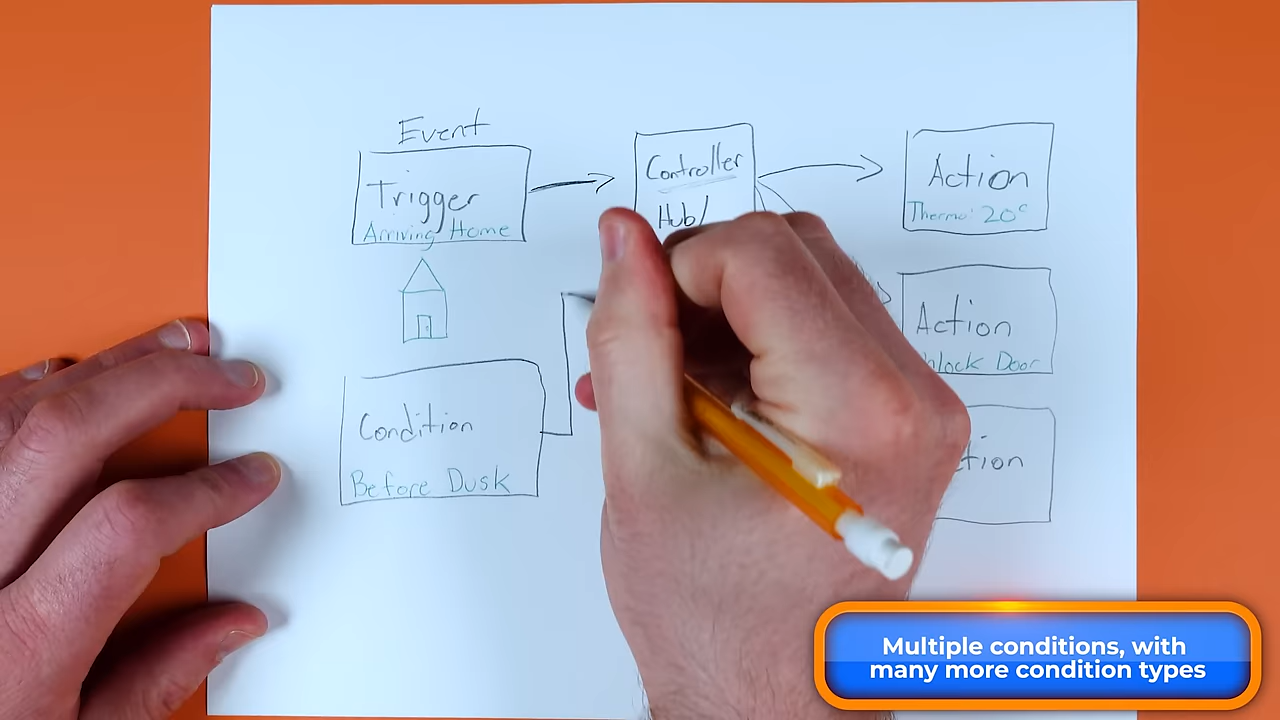 Event
Trigger
Arriving Home
Controller
Hub/
Action
Thermo: 20°
Action
Door
Condition
Before Dusk
Multiple conditions, with
many more condition types